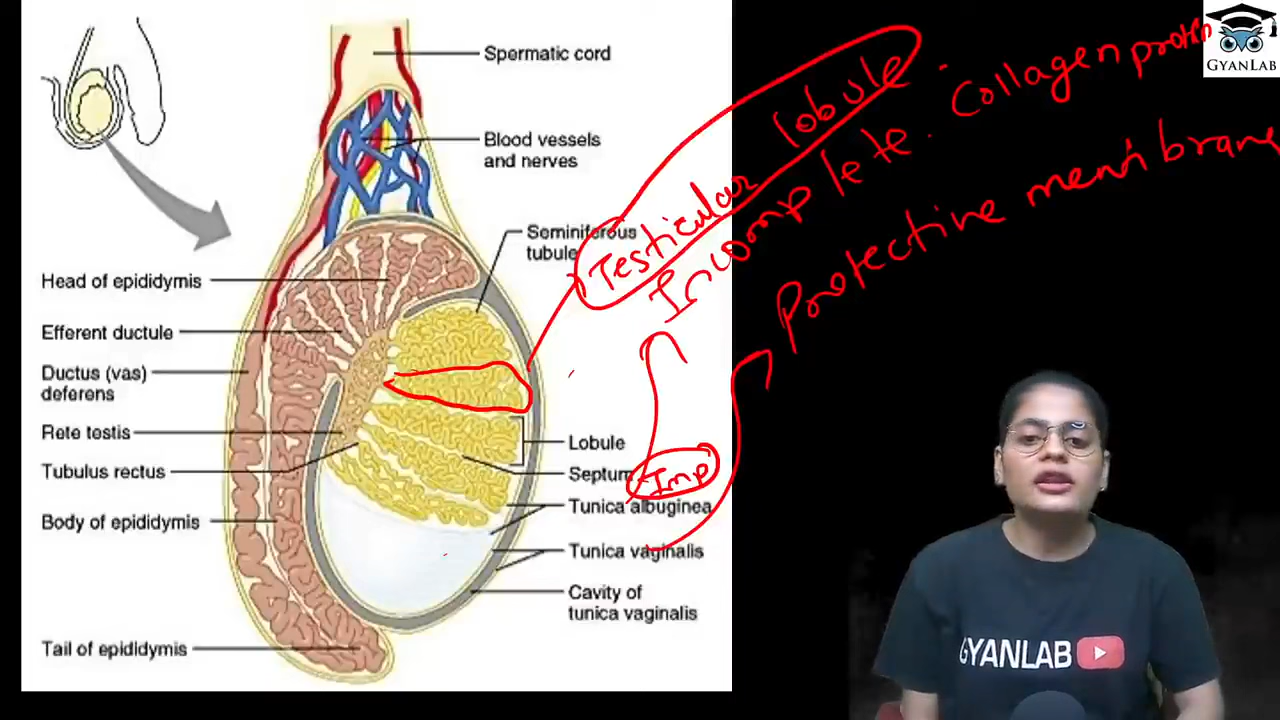 Spermatic cord
Blood vessels
and nerves
Seminiferous
tubule
Head of epididymis
Efferent ductule
Ductus (vas)
deferens
Rete testis
Tubulus rectus
Body of epididymis
Tail of epididymis
Lobule
Septum
Tunica albuginea
Tunica vaginalis
Cavity of
tunica vaginalis
Testicular lobule
Incomplete. Collagen protein
Imp
Protective membrane
GYANLAB
GYANLAB